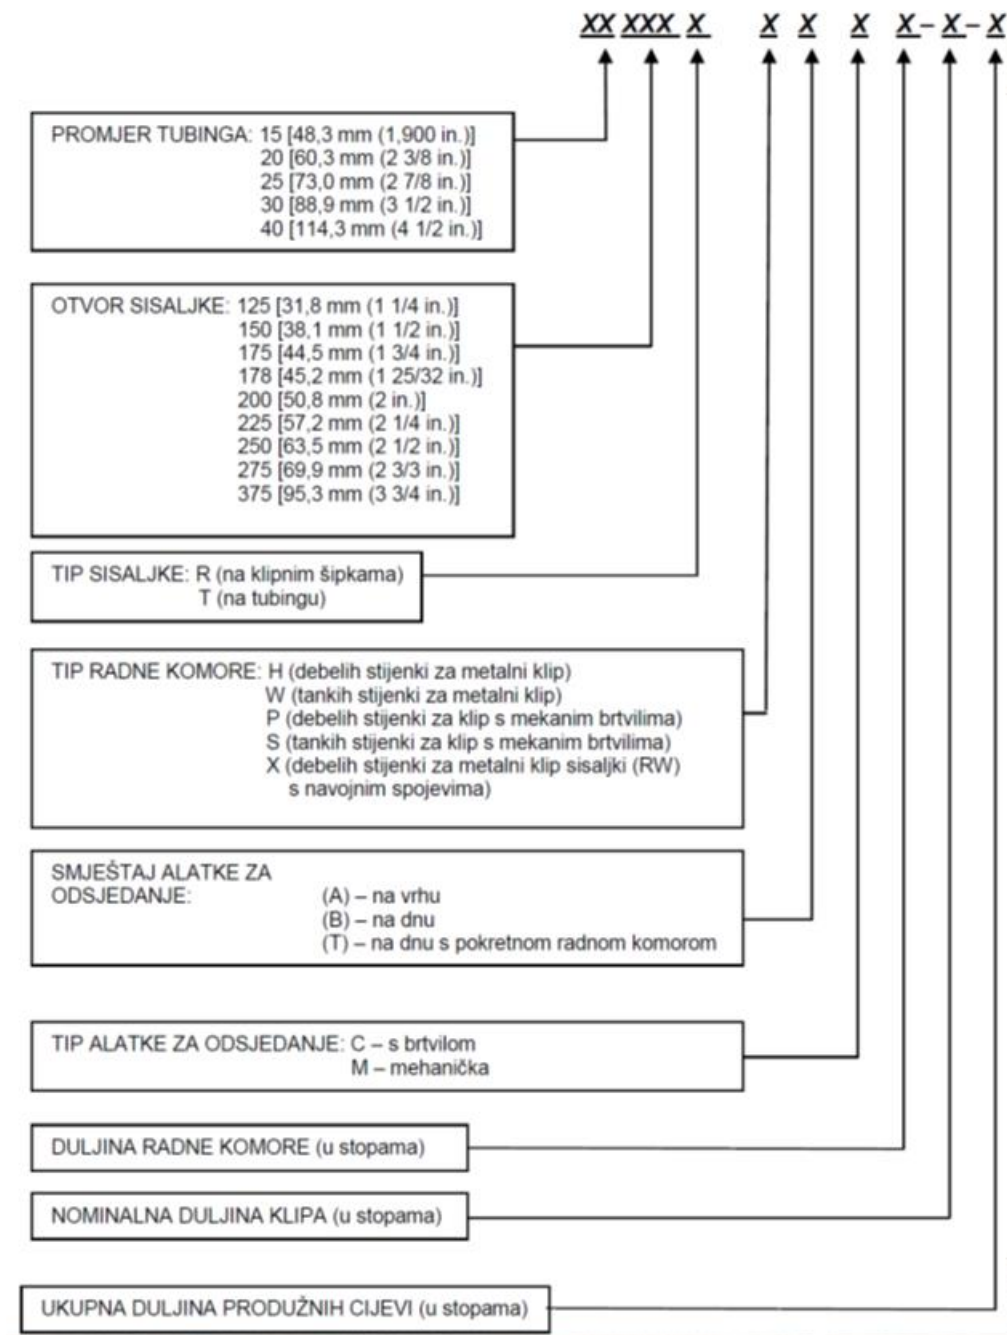 XX XXX X X X X X – X – X
PROMJER TUBINGA: 15 [48,3 mm (1,900 in.)]
20 [60,3 mm (2 3/8 in.)]
25 [73,0 mm (2 7/8 in.)]
30 [88,9 mm (3 1/2 in.)]
40 [114,3 mm (4 1/2 in.)]
OTVOR SISALJKE: 125 [31,8 mm (1 1/4 in.)]
150 [38,1 mm (1 1/2 in.)]
175 [44,5 mm (1 3/4 in.)]
178 [45,2 mm (1 25/32 in.)]
200 [50,8 mm (2 in.)]
225 [57,2 mm (2 1/4 in.)]
250 [63,5 mm (2 1/2 in.)]
275 [69,9 mm (2 3/3 in.)]
375 [95,3 mm (3 3/4 in.)]
TIP SISALJKE: R (na klipnim šipkama)
T (na tubingu)
TIP RADNE KOMORE: H (debelih stijenki za metalni klip)
W (tankih stijenki za metalni klip)
P (debelih stijenki za klip s mekanim brtvilima)
S (tankih stijenki za klip s mekanim brtvilima)
X (debelih stijenki za metalni klip sisaljki (RW)
s navojnim spojevima)
SMJEŠTAJ ALATKE ZA
ODSJEDANJE: (A) – na vrhu
(B) – na dnu
(T) – na dnu s pokretnom radnom komorom
TIP ALATKE ZA ODSJEDANJE: C – s brtvilom
M – mehanička
DULJINA RADNE KOMORE (u stopama)
NOMINALNA DULJINA KLIPA (u stopama)
UKUPNA DULJINA PRODUŽNIH CIJEVI (u stopama)